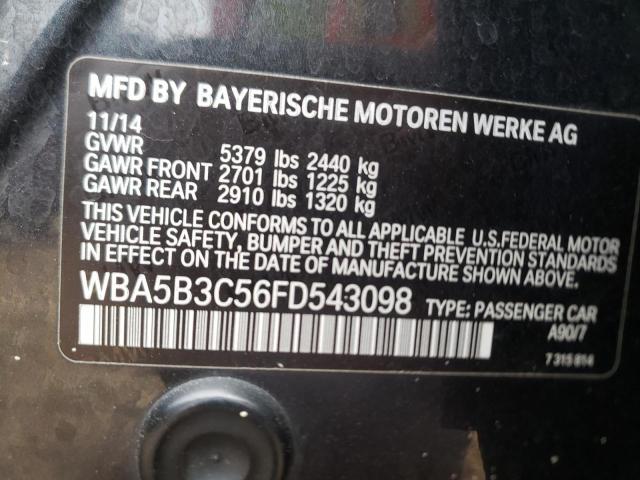 MFD BY BAYERISCHE MOTOREN WERKE AG
11/14
GVWR 5379 lbs 2440 kg
GAWR FRONT 2701 lbs 1225 kg
GAWR REAR 2910 lbs 1320 kg
THIS VEHICLE CONFORMS TO ALL APPLICABLE U.S.FEDERAL MOTOR
VEHICLE SAFETY, BUMPER AND THEFT PREVENTION STANDARDS
IN EFFECT ON THE DATE OF MANUFACTURE SHOWN ABOVE.
WBA5B3C56FD543098 TYPE: PASSENGER CAR
A90/7
7 315 814